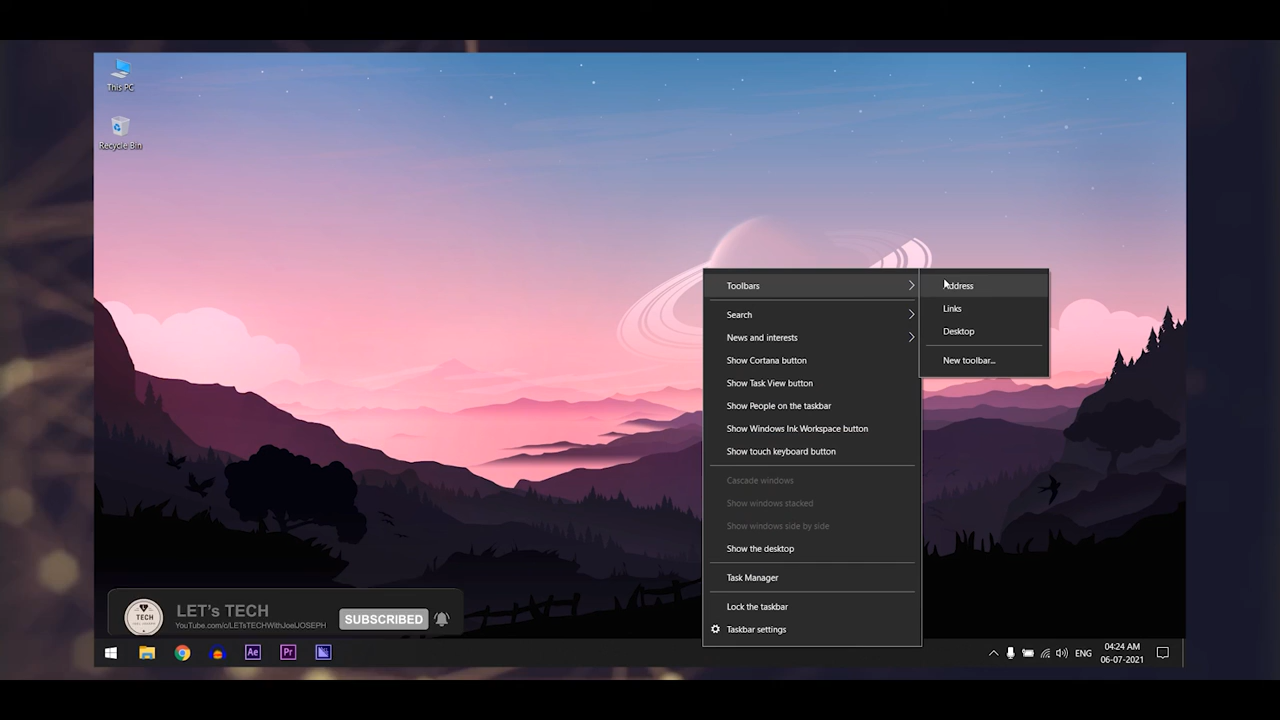 This PC
Recycle Bin
Toolbars
Search
News and interests
Show Cortana button
Show Task View button
Show People on the taskbar
Show Windows Ink Workspace button
Show touch keyboard button
Cascade windows
Show windows stacked
Show windows side by side
Show the desktop
Task Manager
Lock the taskbar
Taskbar settings
Address
Links
Desktop
New toolbar...
TECH
LET's TECH
YouTube.com/c/LETsTECHWithJoelJOSEPH
SUBSCRIBED
Ae
Pr
ENG
04:24 AM
06-07-2021